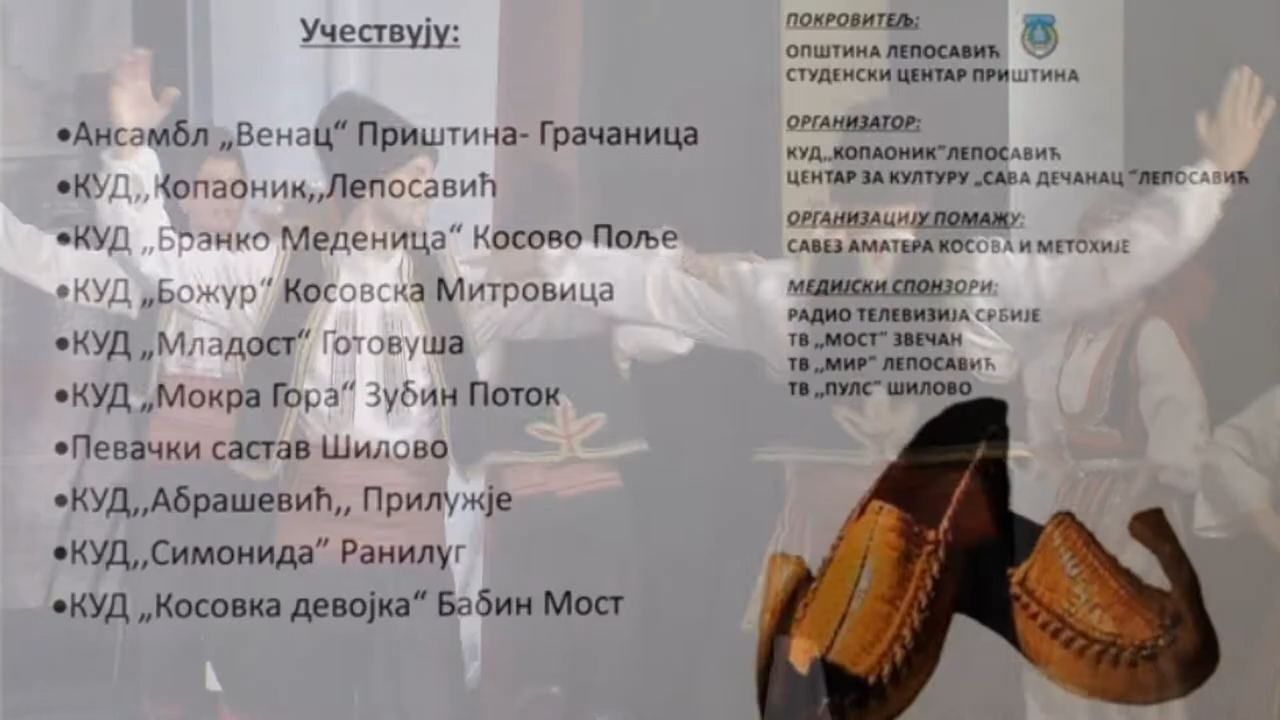 Учествују:
•Ансамбл „Венац“ Приштина- Грачаница
•КУД,,Копаоник,,Лепосавић
•КУД „Бранко Меденица“ Косово Поље
•КУД „Божур“ Косовска Митровица
•КУД „Младост“ Готовуша
•КУД „Мокра Гора“ Зубин Поток
•Певачки састав Шилово
•КУД,,Абрашевић,, Прилужје
•КУД,,Симонида” Ранилуг
•КУД „Косовка девојка“ Бабин Мост
ПОКРОВИТЕЉ:
ОПШТИНА ЛЕПОСАВИЋ
СТУДЕНСКИ ЦЕНТАР ПРИШТИНА
ОРГАНИЗАТОР:
КУД„КОПАОНИК”ЛЕПОСАВИЋ
ЦЕНТАР ЗА КУЛТУРУ „САВА ДЕЧАНАЦ ”ЛЕПОСАВИЋ
ОРГАНИЗАЦИЈУ ПОМАЖУ:
САВЕЗ АМАТЕРА КОСОВА И МЕТОХИЈЕ
МЕДИЈСКИ СПОНЗОРИ:
РАДИО ТЕЛЕВИЗИЈА СРБИЈЕ
ТВ „МОСТ” ЗВЕЧАН
ТВ „МИР” ЛЕПОСАВИЋ
ТВ „ПУЛС” ШИЛОВО